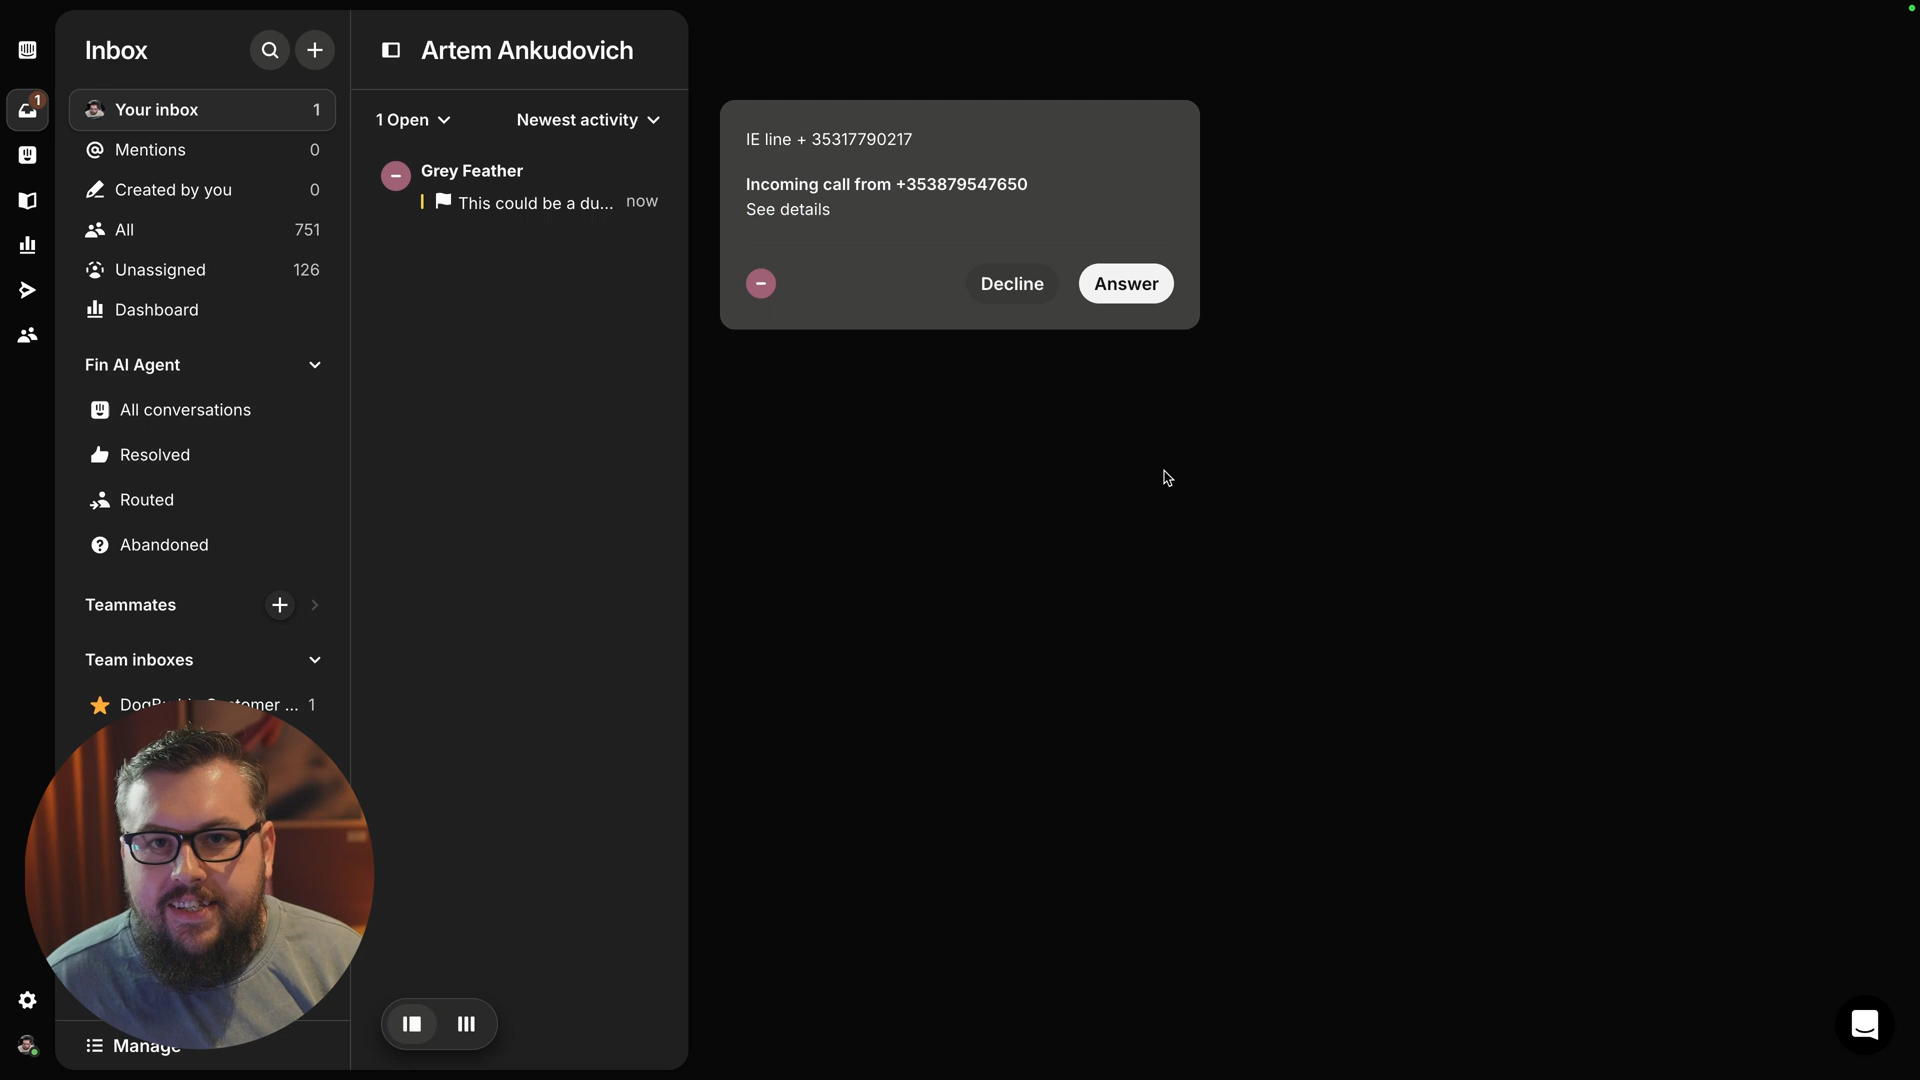 Inbox
1
Your inbox 1
Mentions 0
Created by you 0
All 751
Unassigned 126
Dashboard
Fin AI Agent
All conversations
Resolved
Routed
Abandoned
Teammates
Team inboxes
... 1
Manage
Artem Ankudovich
1 Open
Newest activity
Grey Feather
This could be a du... now
IE line + 35317790217
Incoming call from +353879547650
See details
Decline
Answer